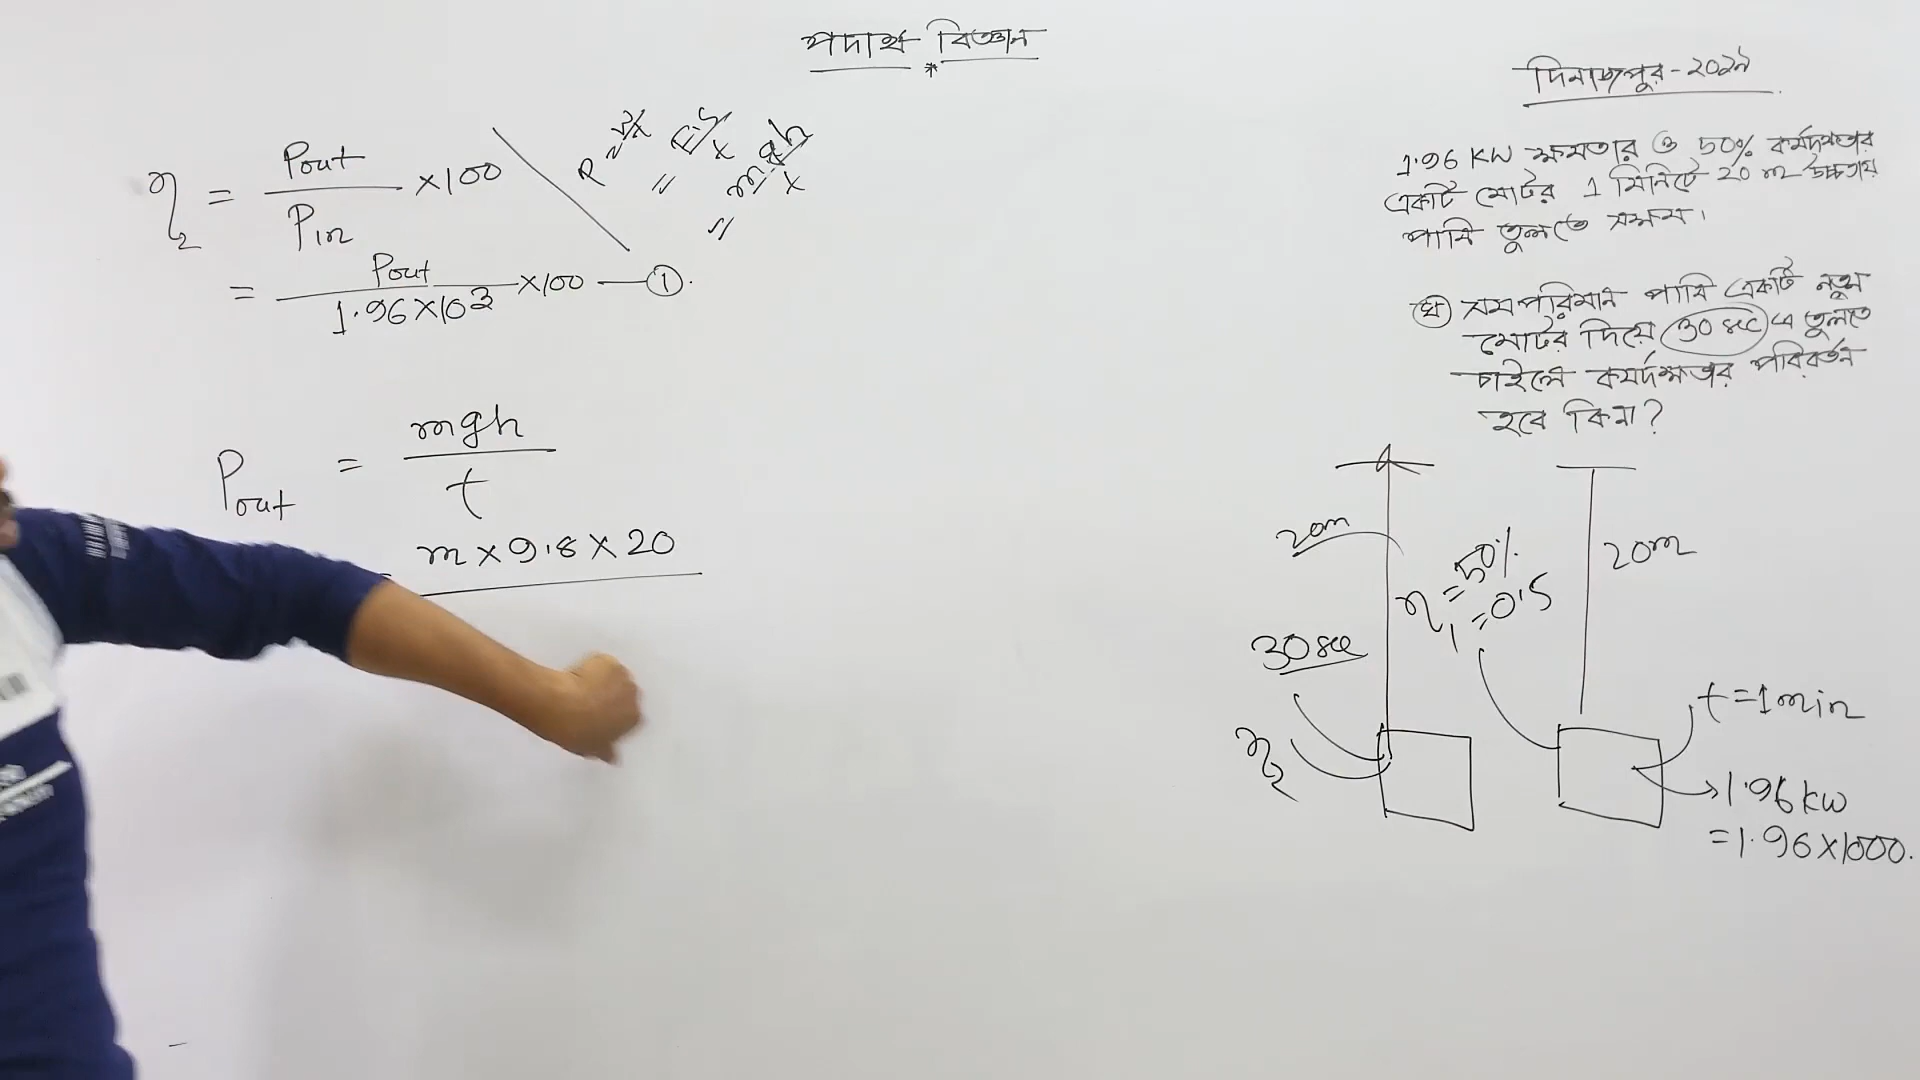 পদার্থ বিজ্ঞান
*
η₂ = Pout / Pin ×100
= Pout / 1.96×10³ ×100 — ①.
Pout = mgh / t
m × 9.8 × 20
দিনাজপুর - ২০১৯
1.96 KW ক্ষমতার ও 50% কর্মদক্ষতার
একটি মোটর 1 মিনিটে 20 m উচ্চতায়
পানি তুলতে সক্ষম।
ঘ সমপরিমান পানি একটি নতুন
মোটর দিয়ে 30 sec এ তুলতে
চাইলে কর্মদক্ষতার পরিবর্তন
হবে কিনা?
20m
η₁ = 50%
= 0.5
20m
30 sec
η₂
t = 1 min
1.96 kw
= 1.96×1000.